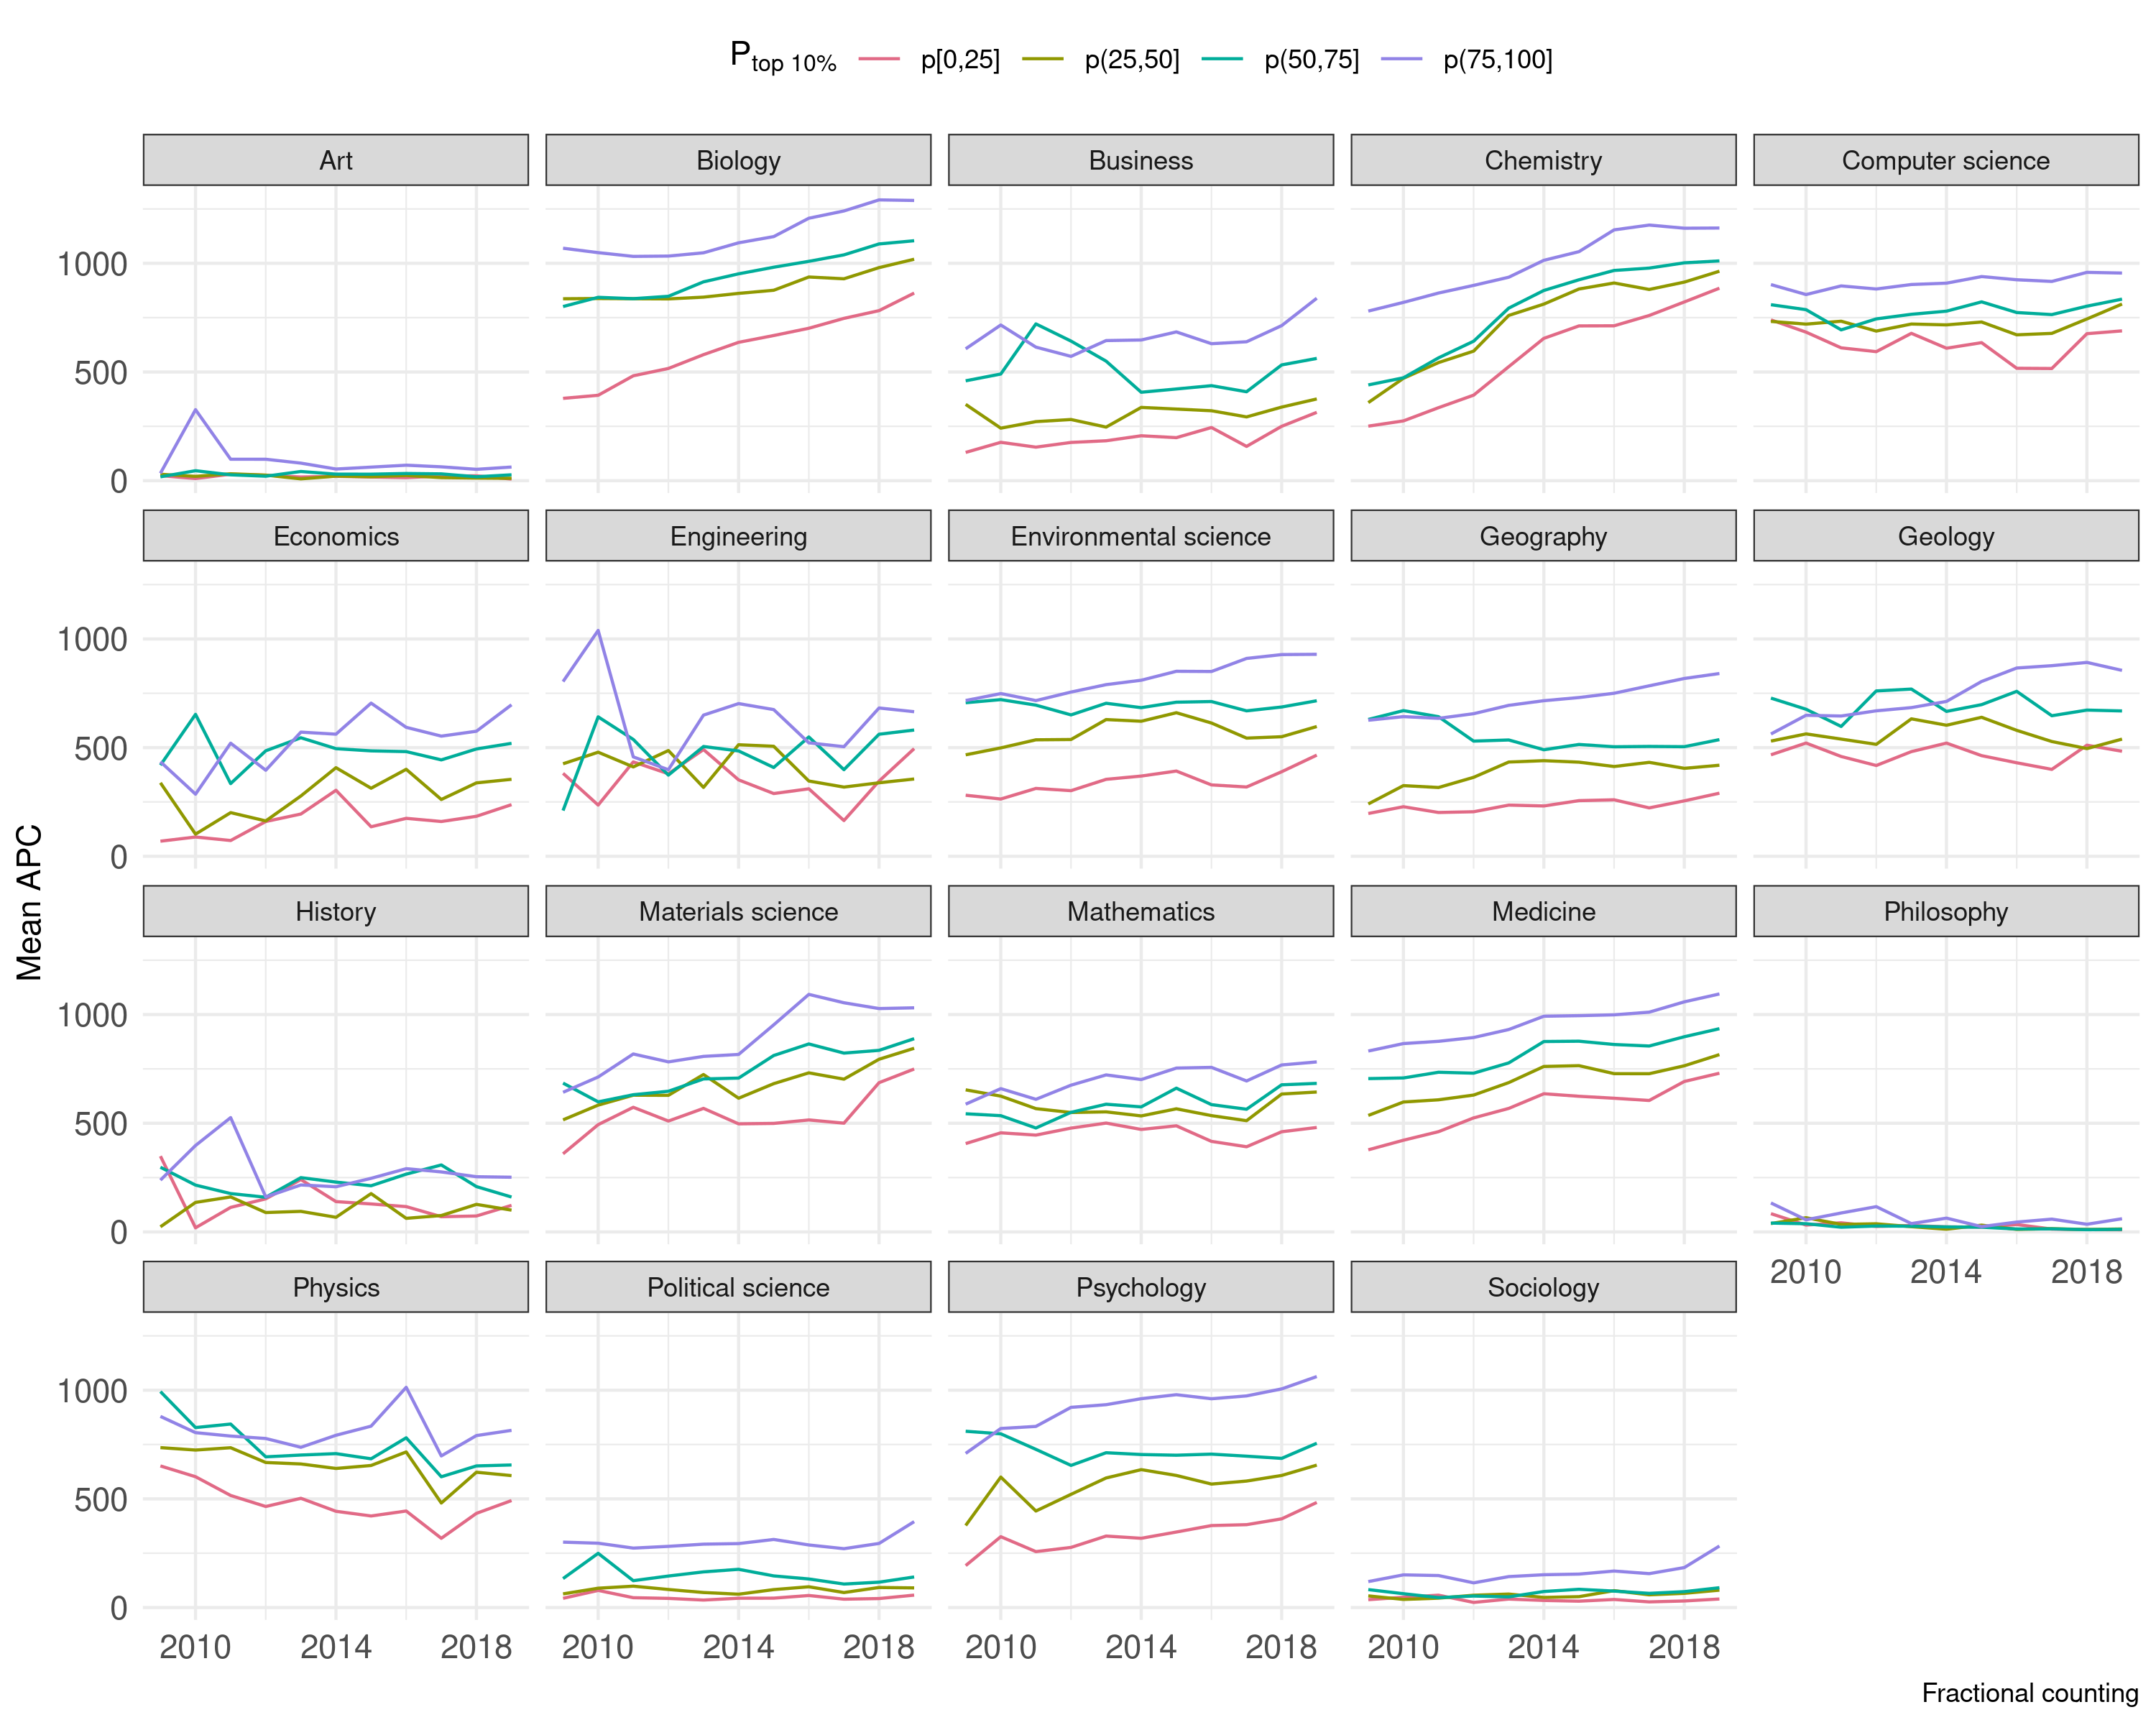 P top 10% p[0,25] p(25,50] p(50,75] p(75,100]
Art Biology Business Chemistry Computer science
1000
500
0
Economics Engineering Environmental science Geography Geology
1000
500
0
Mean APC
History Materials science Mathematics Medicine Philosophy
1000
500
0
2010 2014 2018
Physics Political science Psychology Sociology
1000
500
0
2010 2014 2018 2010 2014 2018 2010 2014 2018 2010 2014 2018
Fractional counting